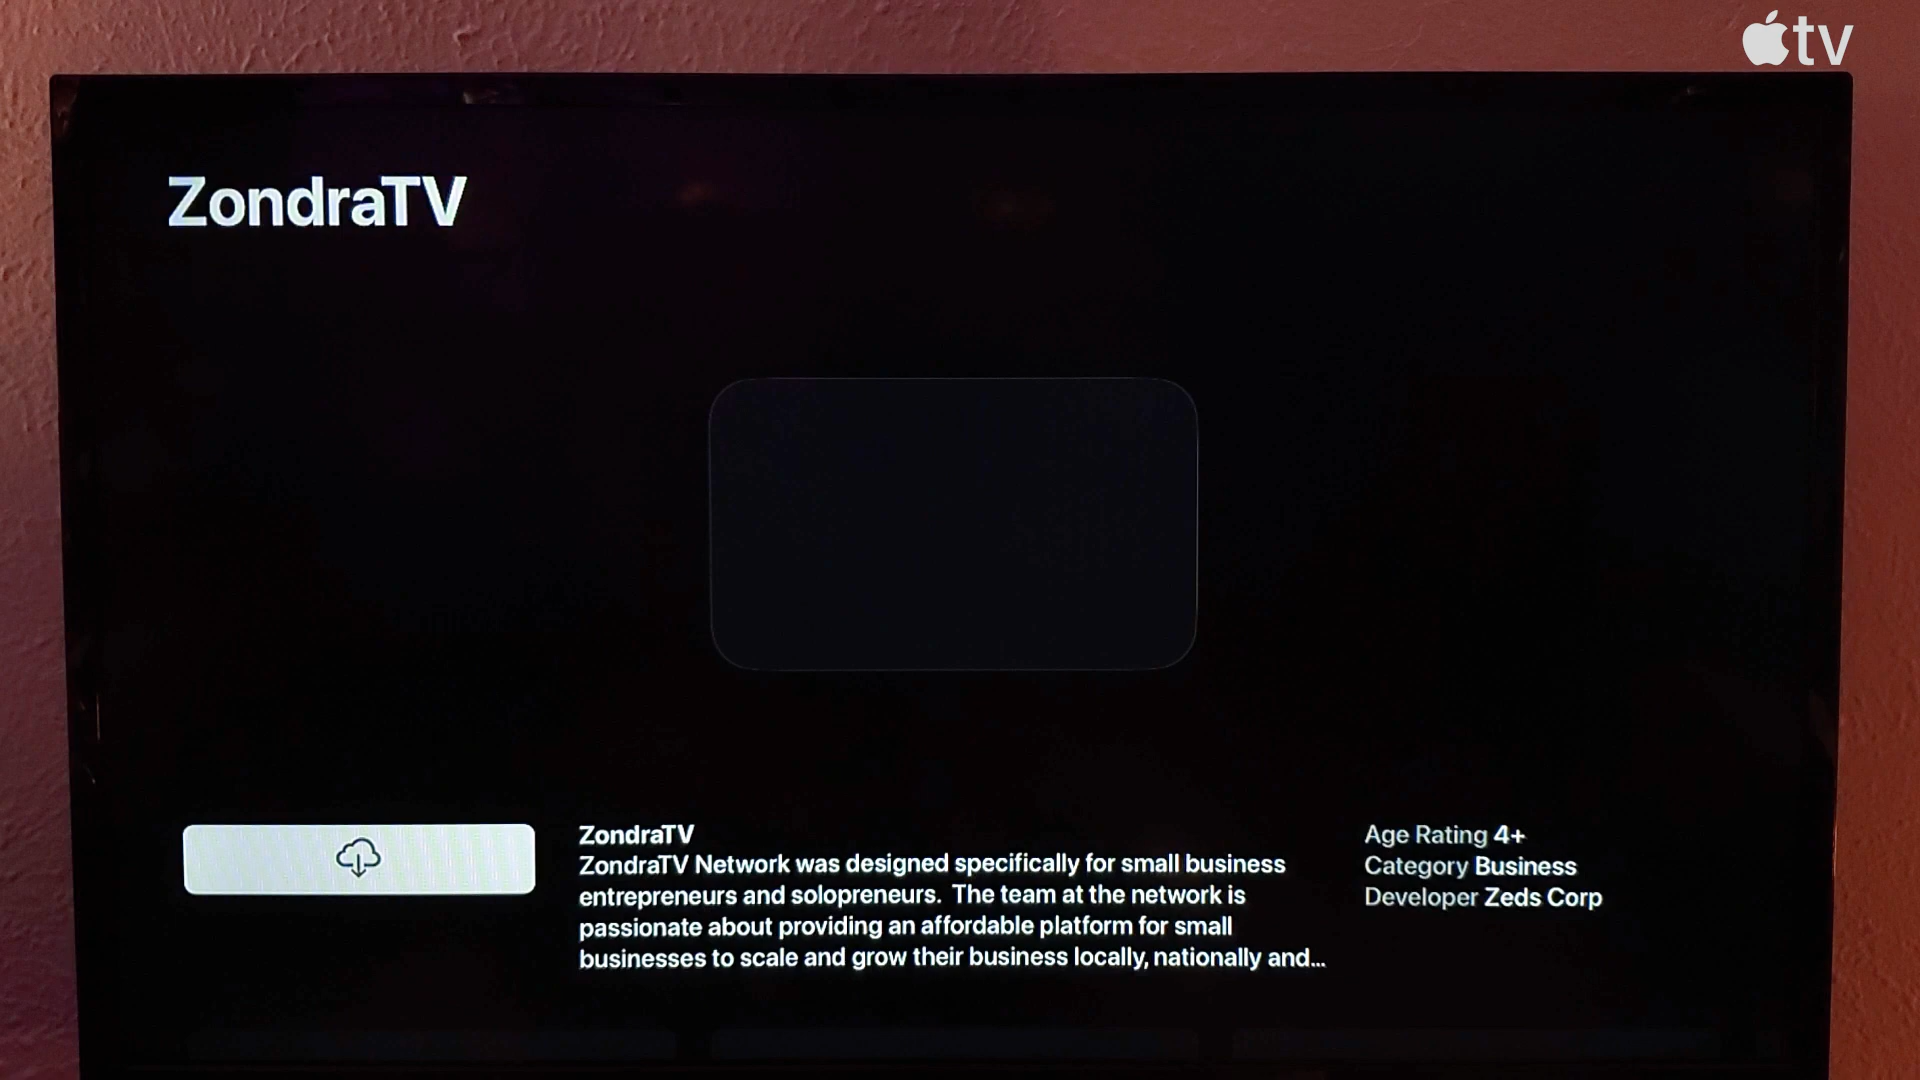 tv
ZondraTV
ZondraTV
ZondraTV Network was designed specifically for small business
entrepreneurs and solopreneurs. The team at the network is
passionate about providing an affordable platform for small
businesses to scale and grow their business locally, nationally and...
Age Rating 4+
Category Business
Developer Zeds Corp